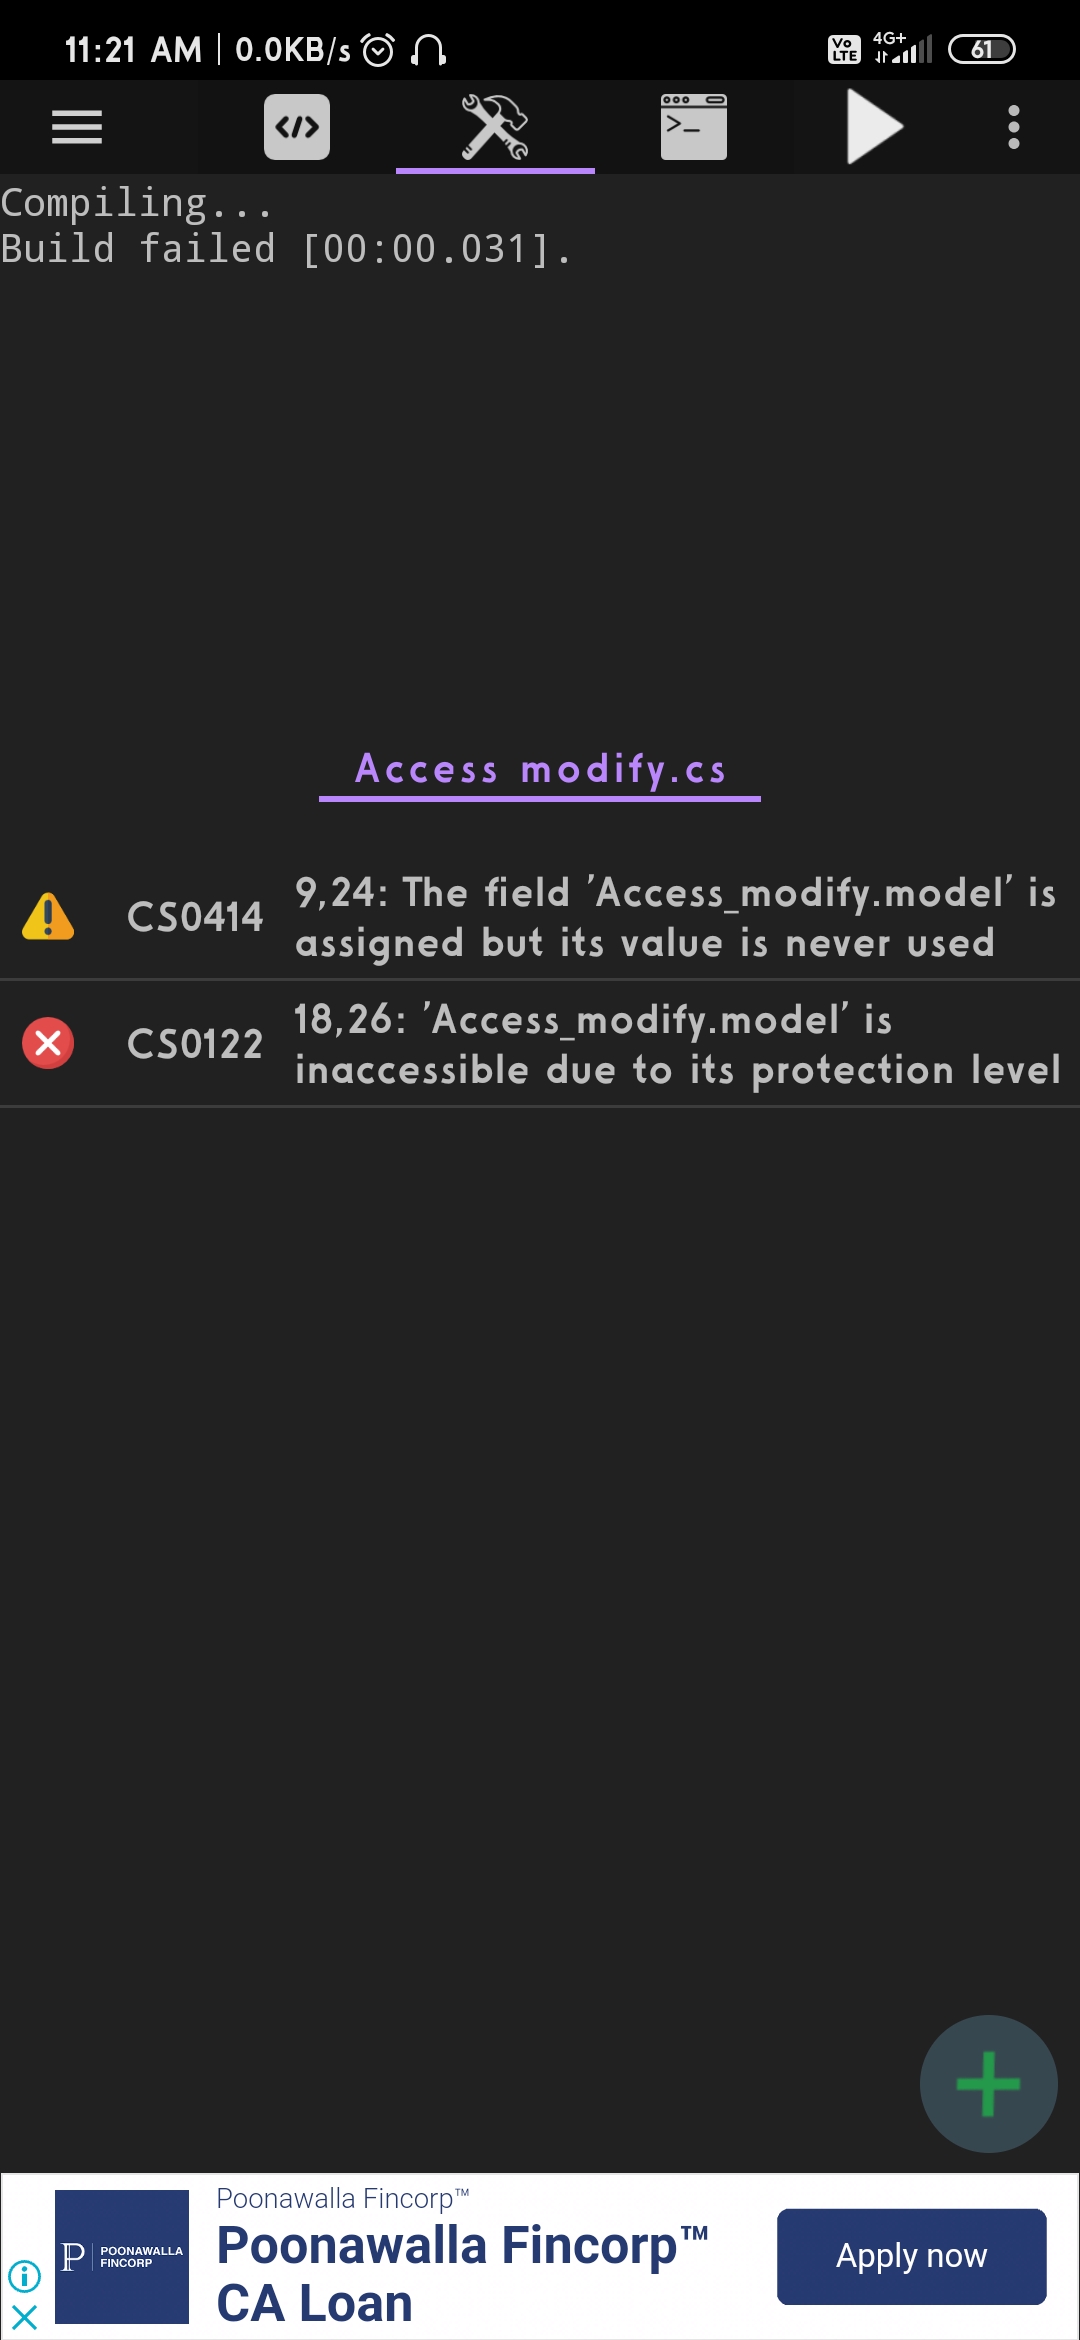 11:21 AM | 0.0KB/s
Vo LTE 4G+ 61
</>
>_
Compiling...
Build failed [00:00.031].
Access modify.cs
CS0414
9,24: The field 'Access_modify.model' is
assigned but its value is never used
CS0122
18,26: 'Access_modify.model' is
inaccessible due to its protection level
Poonawalla Fincorp™
P | POONAWALLA
FINCORP
Poonawalla Fincorp™
CA Loan
Apply now